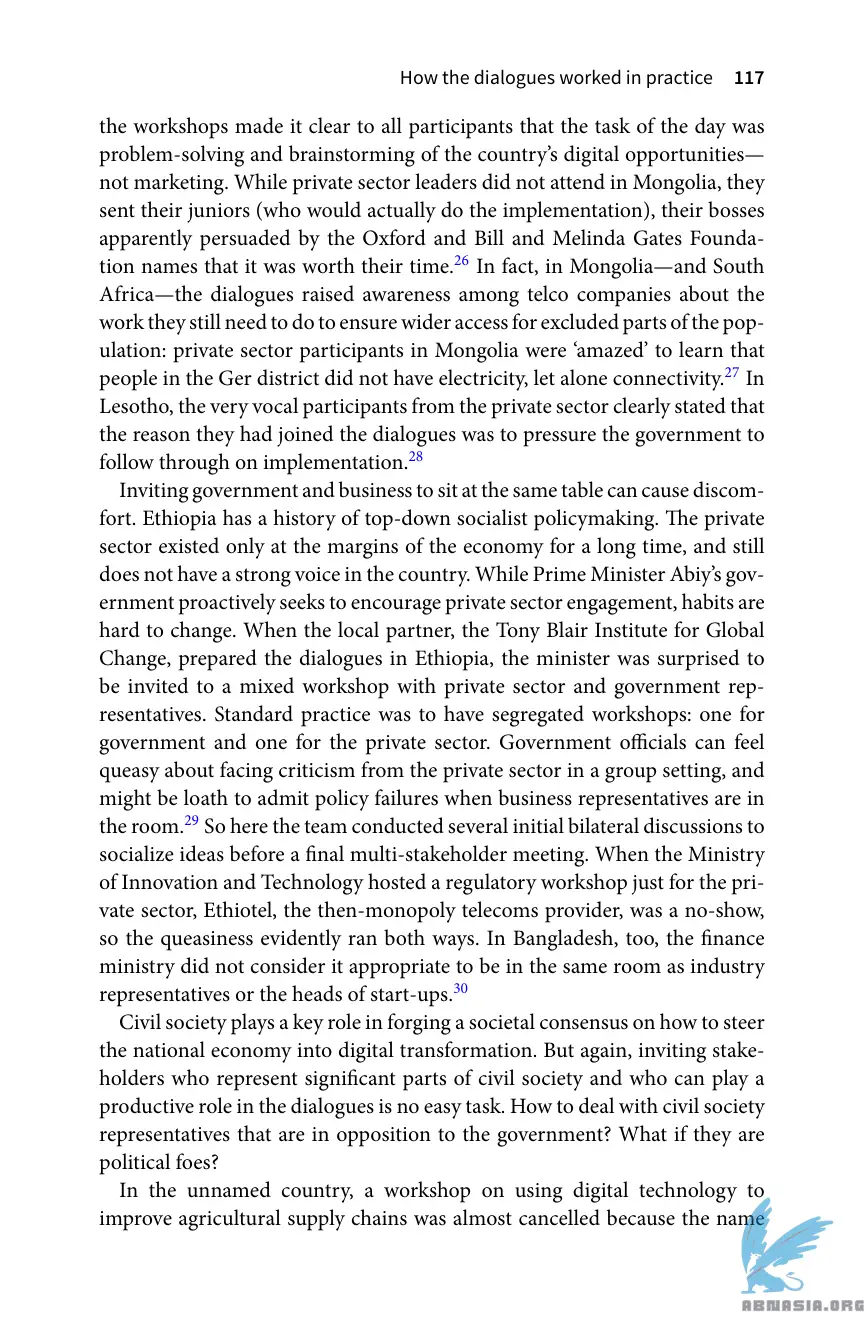 How the dialogues worked in practice 117
the workshops made it clear to all participants that the task of the day was
problem-solving and brainstorming of the country’s digital opportunities—
not marketing. While private sector leaders did not attend in Mongolia, they
sent their juniors (who would actually do the implementation), their bosses
apparently persuaded by the Oxford and Bill and Melinda Gates Founda-
tion names that it was worth their time.26 In fact, in Mongolia—and South
Africa—the dialogues raised awareness among telco companies about the
work they still need to do to ensure wider access for excluded parts of the pop-
ulation: private sector participants in Mongolia were ‘amazed’ to learn that
people in the Ger district did not have electricity, let alone connectivity.27 In
Lesotho, the very vocal participants from the private sector clearly stated that
the reason they had joined the dialogues was to pressure the government to
follow through on implementation.28
Inviting government and business to sit at the same table can cause discom-
fort. Ethiopia has a history of top-down socialist policymaking. The private
sector existed only at the margins of the economy for a long time, and still
does not have a strong voice in the country. While Prime Minister Abiy’s gov-
ernment proactively seeks to encourage private sector engagement, habits are
hard to change. When the local partner, the Tony Blair Institute for Global
Change, prepared the dialogues in Ethiopia, the minister was surprised to
be invited to a mixed workshop with private sector and government rep-
resentatives. Standard practice was to have segregated workshops: one for
government and one for the private sector. Government officials can feel
queasy about facing criticism from the private sector in a group setting, and
might be loath to admit policy failures when business representatives are in
the room.29 So here the team conducted several initial bilateral discussions to
socialize ideas before a final multi-stakeholder meeting. When the Ministry
of Innovation and Technology hosted a regulatory workshop just for the pri-
vate sector, Ethiotel, the then-monopoly telecoms provider, was a no-show,
so the queasiness evidently ran both ways. In Bangladesh, too, the finance
ministry did not consider it appropriate to be in the same room as industry
representatives or the heads of start-ups.30
Civil society plays a key role in forging a societal consensus on how to steer
the national economy into digital transformation. But again, inviting stake-
holders who represent significant parts of civil society and who can play a
productive role in the dialogues is no easy task. How to deal with civil society
representatives that are in opposition to the government? What if they are
political foes?
In the unnamed country, a workshop on using digital technology to
improve agricultural supply chains was almost cancelled because the name
ABNASIA.ORG